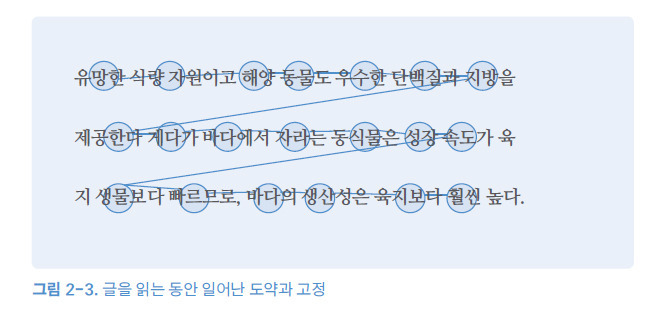 유망한 식량 자원이고 해양 동물도 우수한 단백질과 지방을
제공한다 게다가 바다에서 자라는 동식물은 성장 속도가 육
지 생물보다 빠르므로, 바다의 생산성은 육지보다 훨씬 높다.
그림 2-3. 글을 읽는 동안 일어난 도약과 고정